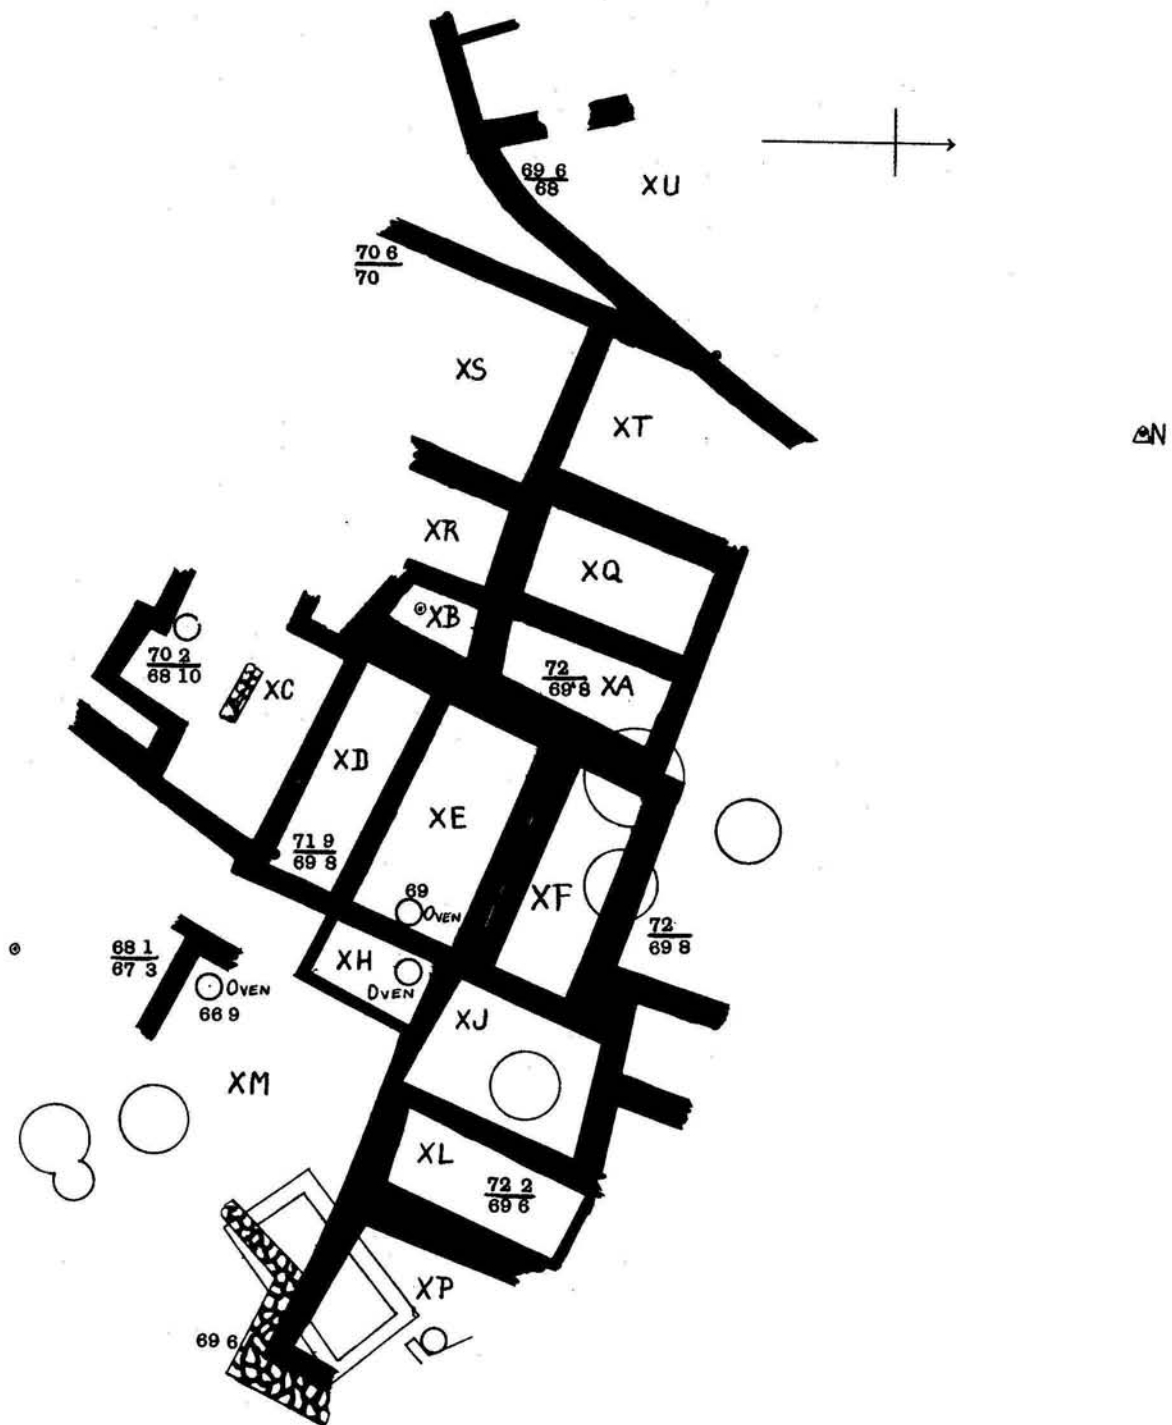 69 6
68
XU
70 6
70
XS
XT
N
XR
XQ
XB
70 2
68 10
XC
72
69 8
XA
XD
XE
71 9
69 8
69
OVEN
XF
72
69 8
68 1
67 3
XH
OVEN
OVEN
66 9
XJ
XM
XL
72 2
69 6
XP
69 6